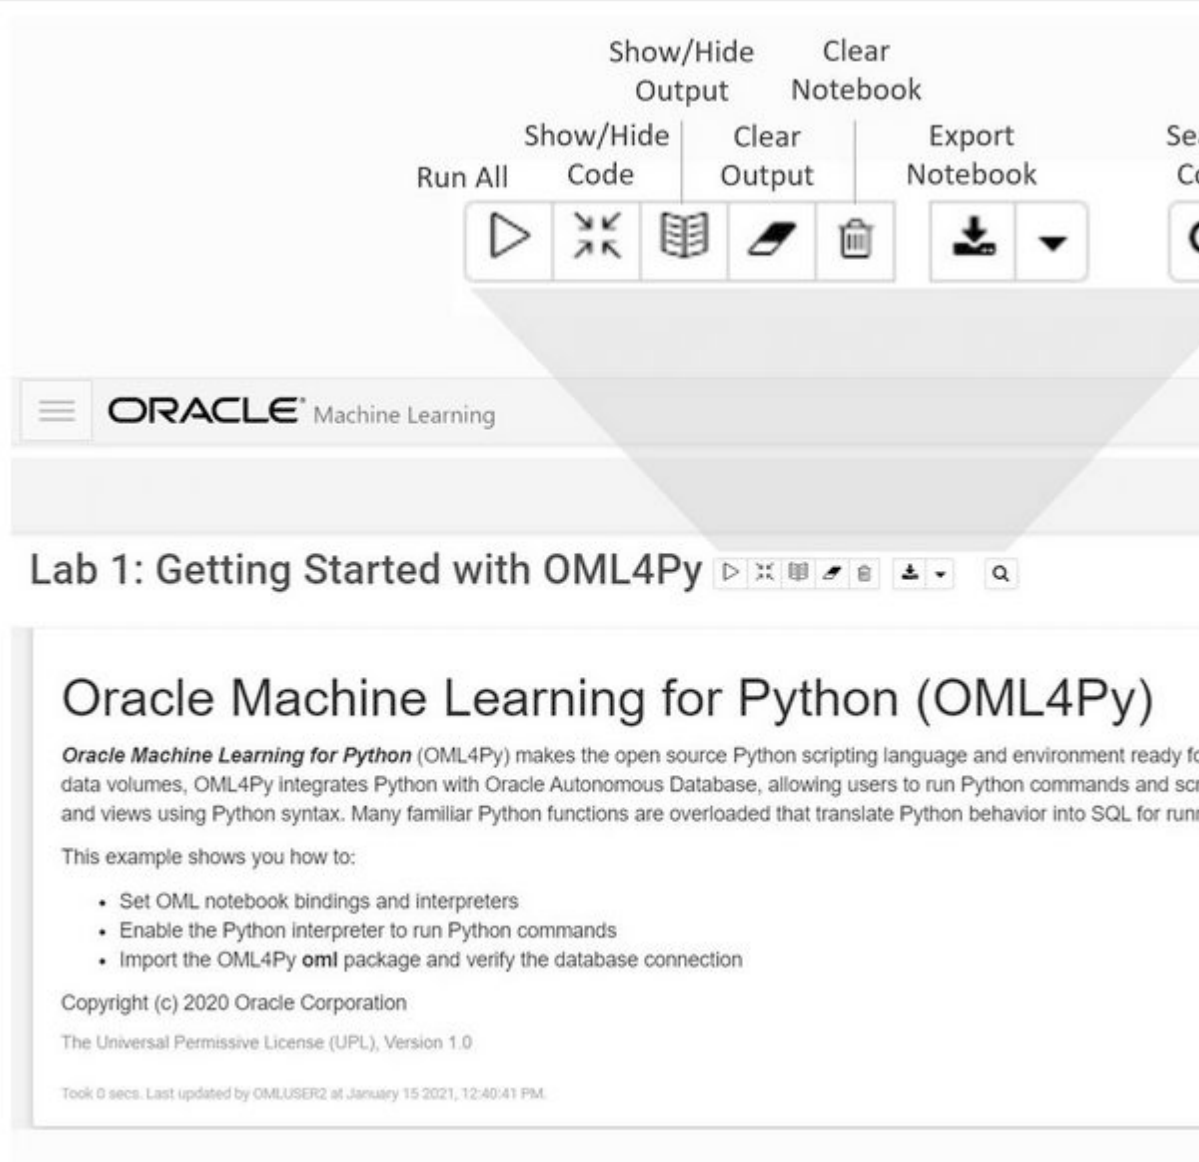 Show/Hide Output
Clear Notebook
Run All
Show/Hide Code
Clear Output
Export Notebook
ORACLE® Machine Learning
Lab 1: Getting Started with OML4Py
Oracle Machine Learning for Python (OML4Py)
Oracle Machine Learning for Python (OML4Py) makes the open source Python scripting language and environment ready
data volumes, OML4Py integrates Python with Oracle Autonomous Database, allowing users to run Python commands and
and views using Python syntax. Many familiar Python functions are overloaded that translate Python behavior into SQL for
This example shows you how to:
• Set OML notebook bindings and interpreters
• Enable the Python interpreter to run Python commands
• Import the OML4Py oml package and verify the database connection
Copyright (c) 2020 Oracle Corporation
The Universal Permissive License (UPL), Version 1.0
Took 0 secs. Last updated by OMLUSER2 at January 15 2021, 12:40:41 PM.